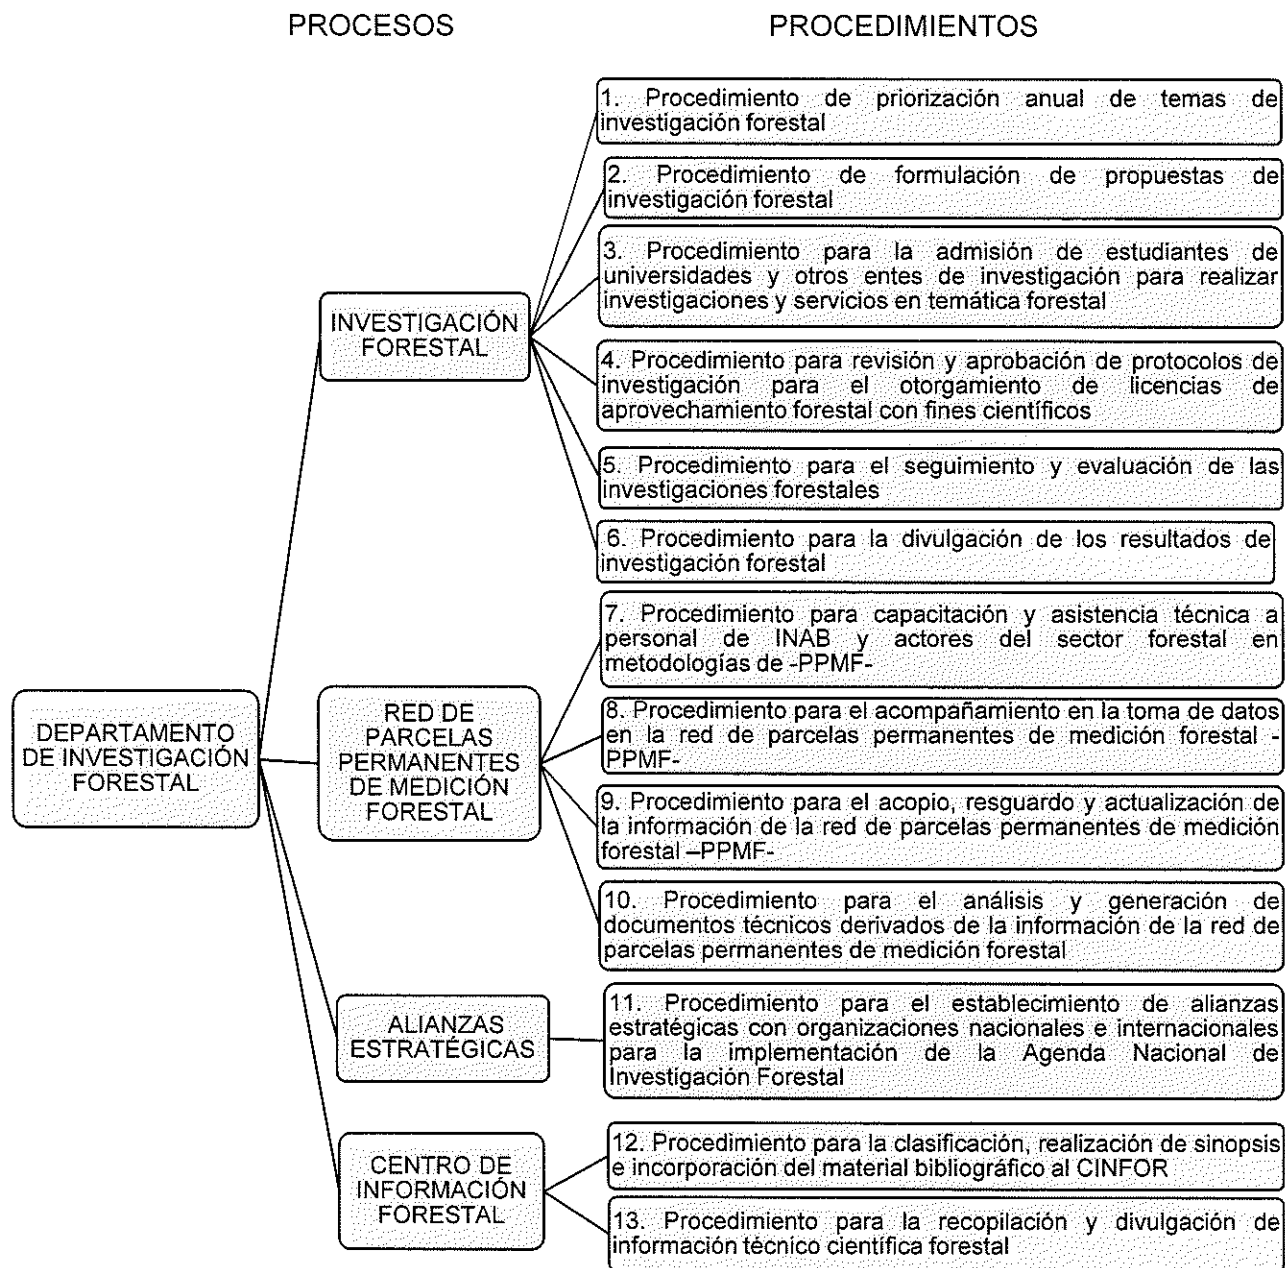 PROCESOS
PROCEDIMIENTOS
DEPARTAMENTO
DE INVESTIGACIÓN
FORESTAL
INVESTIGACIÓN
FORESTAL
1. Procedimiento de priorización anual de temas de
investigación forestal
2. Procedimiento de formulación de propuestas de
investigación forestal
3. Procedimiento para la admisión de estudiantes de
universidades y otros entes de investigación para realizar
investigaciones y servicios en temática forestal
4. Procedimiento para revisión y aprobación de protocolos de
investigación para el otorgamiento de licencias de
aprovechamiento forestal con fines científicos
5. Procedimiento para el seguimiento y evaluación de las
investigaciones forestales
6. Procedimiento para la divulgación de los resultados de
investigación forestal
RED DE
PARCELAS
PERMANENTES
DE MEDICIÓN
FORESTAL
7. Procedimiento para capacitación y asistencia técnica a
personal de INAB y actores del sector forestal en
metodologías de -PPMF-
8. Procedimiento para el acompañamiento en la toma de datos
en la red de parcelas permanentes de medición forestal -
PPMF-
9. Procedimiento para el acopio, resguardo y actualización de
la información de la red de parcelas permanentes de medición
forestal –PPMF-
10. Procedimiento para el análisis y generación de
documentos técnicos derivados de la información de la red de
parcelas permanentes de medición forestal
ALIANZAS
ESTRATÉGICAS
11. Procedimiento para el establecimiento de alianzas
estratégicas con organizaciones nacionales e internacionales
para la implementación de la Agenda Nacional de
Investigación Forestal
CENTRO DE
INFORMACIÓN
FORESTAL
12. Procedimiento para la clasificación, realización de sinopsis
e incorporación del material bibliográfico al CINFOR
13. Procedimiento para la recopilación y divulgación de
información técnico científica forestal